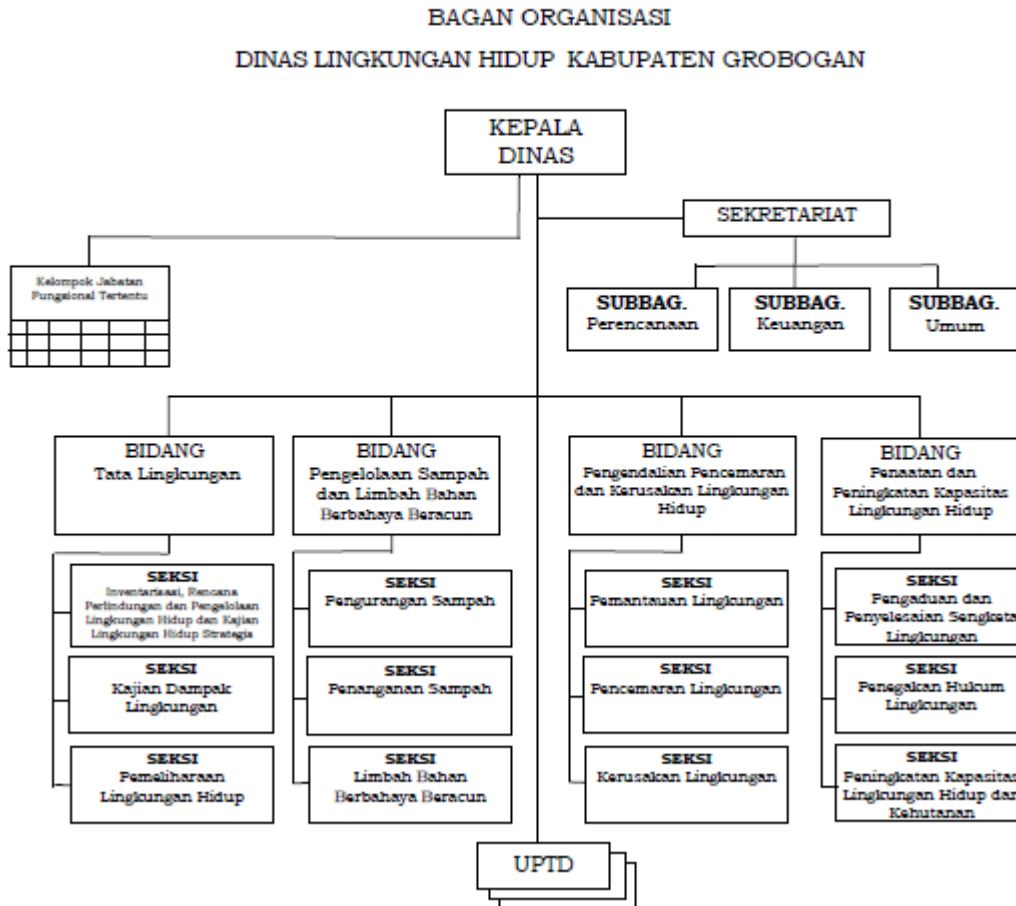 BAGAN ORGANISASI
DINAS LINGKUNGAN HIDUP KABUPATEN GROBOGAN
KEPALA
DINAS
SEKRETARIAT
Kelompok Jabatan
Fungsional Tertentu
SUBBAG.
Perencanaan
SUBBAG.
Keuangan
SUBBAG.
Umum
BIDANG
Tata Lingkungan
BIDANG
Pengelolaan Sampah
dan Limbah Bahan
Berbahaya Beracun
BIDANG
Pengendalian Pencemaran
dan Kerusakan Lingkungan
Hidup
BIDANG
Penaatan dan
Peningkatan Kapasitas
Lingkungan Hidup
SEKSI
Inventarisasi, Rencana
Perlindungan dan Pengelolaan
Lingkungan Hidup dan Kajian
Lingkungan Hidup Strategis
SEKSI
Kajian Dampak
Lingkungan
SEKSI
Pemeliharaan
Lingkungan Hidup
SEKSI
Pengurangan Sampah
SEKSI
Penanganan Sampah
SEKSI
Limbah Bahan
Berbahaya Beracun
SEKSI
Pemantauan Lingkungan
SEKSI
Pencemaran Lingkungan
SEKSI
Kerusakan Lingkungan
SEKSI
Pengaduan dan
Penyelesaian Sengketa
Lingkungan
SEKSI
Penegakan Hukum
Lingkungan
SEKSI
Peningkatan Kapasitas
Lingkungan Hidup dan
Kehutanan
UPTD